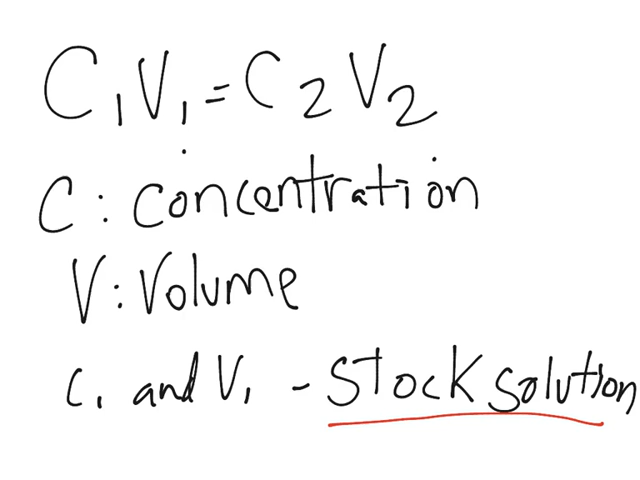 C₁V₁=C₂V₂
C: Concentration
V: Volume
C₁ and V₁ - Stock solution